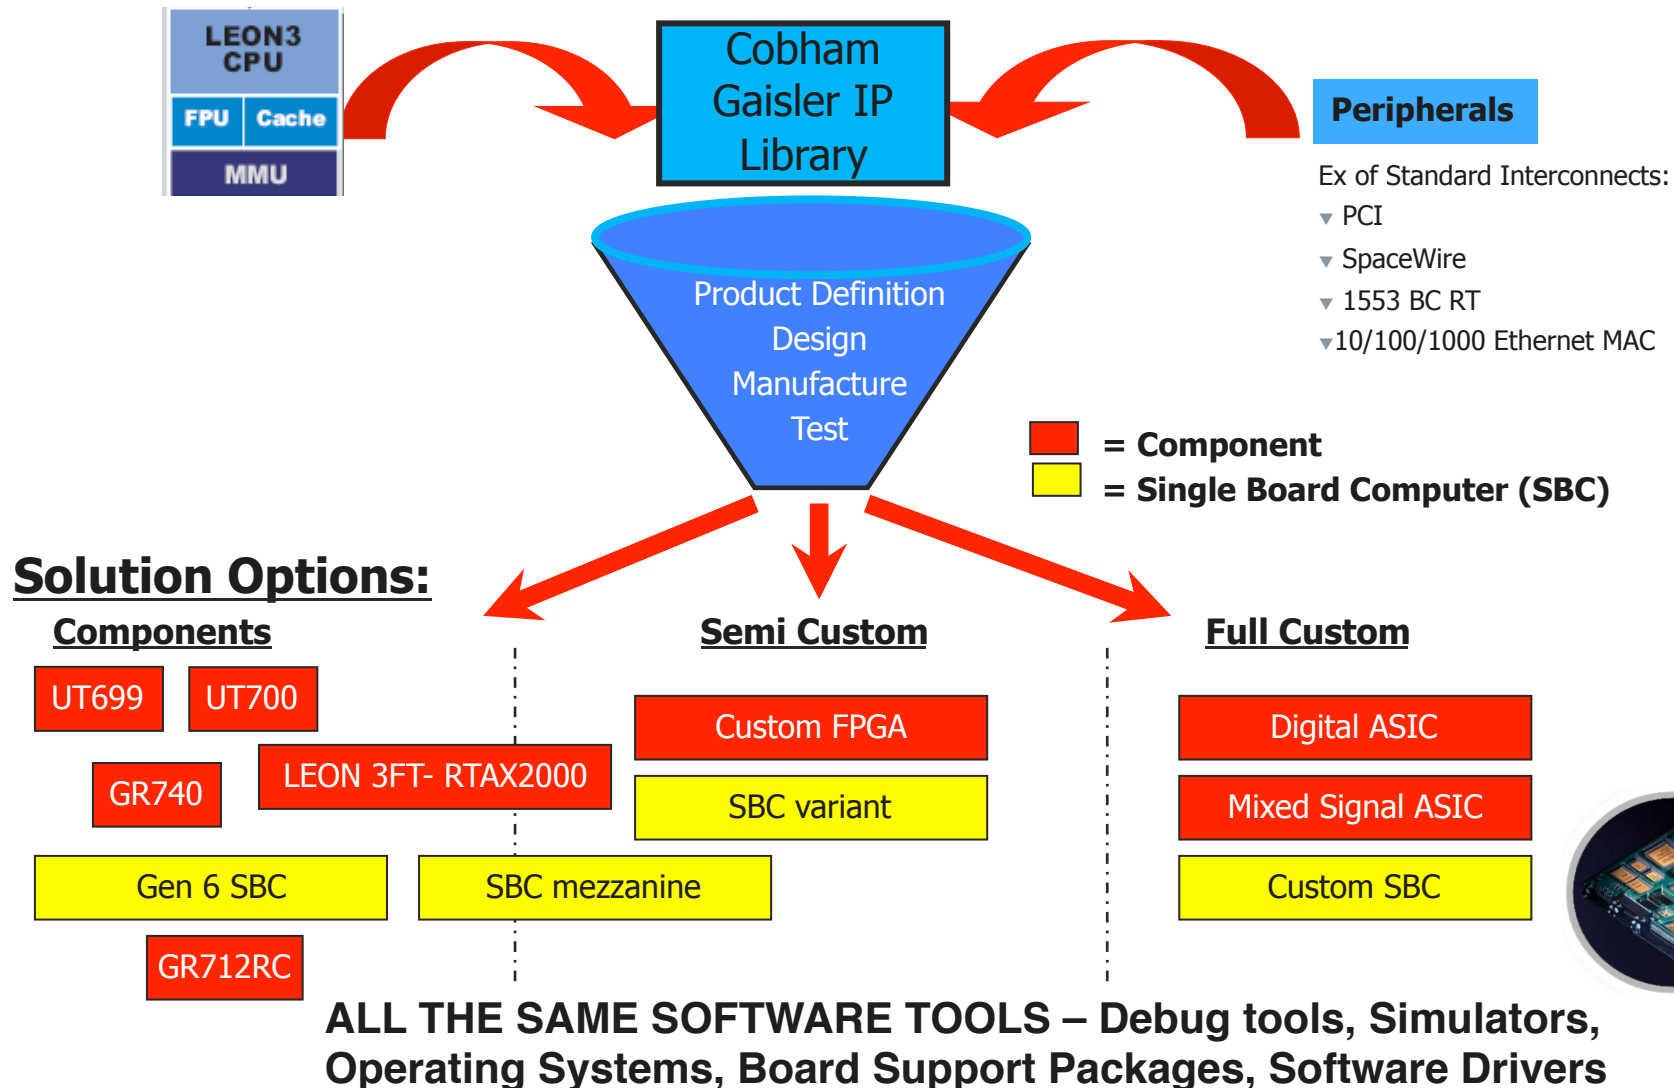 LEON3
CPU
FPU
Cache
MMU
Cobham
Gaisler IP
Library
Peripherals
Ex of Standard Interconnects:
PCI
SpaceWire
1553 BC RT
10/100/1000 Ethernet MAC
Product Definition
Design
Manufacture
Test
= Component
= Single Board Computer (SBC)
Solution Options:
Components
Semi Custom
Full Custom
UT699
UT700
GR740
LEON 3FT- RTAX2000
Gen 6 SBC
SBC mezzanine
GR712RC
Custom FPGA
SBC variant
Digital ASIC
Mixed Signal ASIC
Custom SBC
ALL THE SAME SOFTWARE TOOLS – Debug tools, Simulators,
Operating Systems, Board Support Packages, Software Drivers